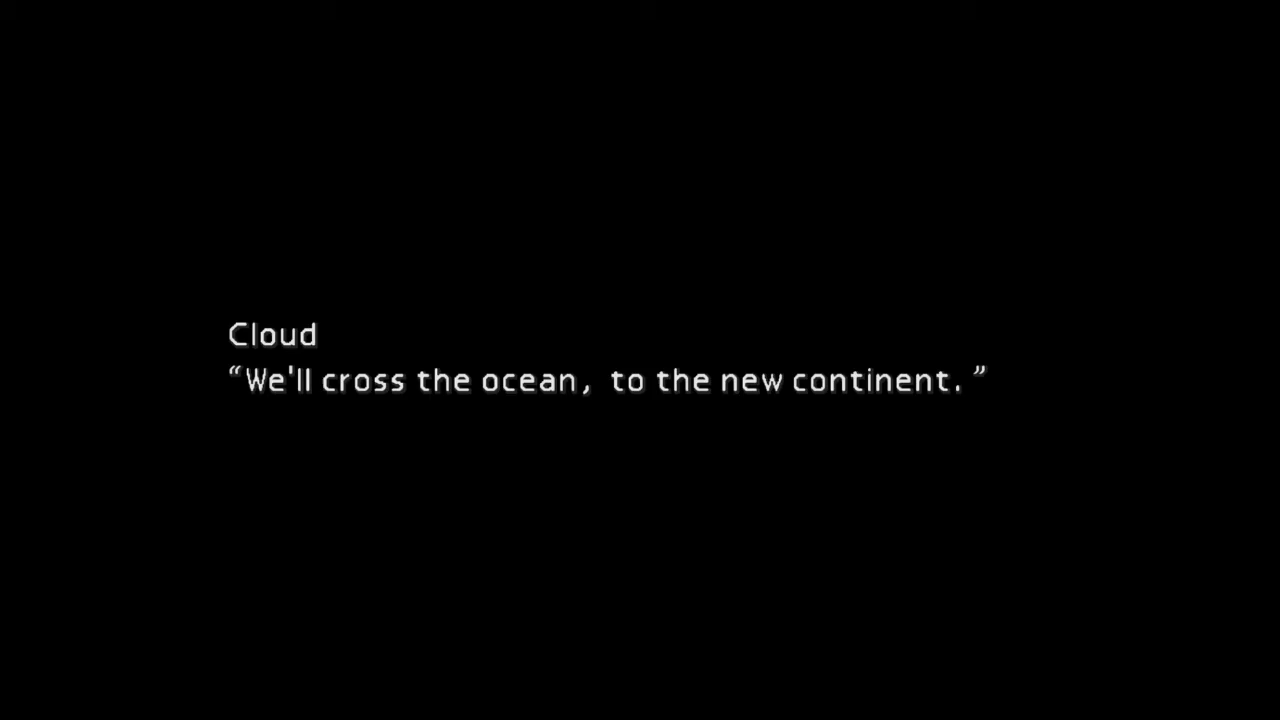 Cloud
“We'll cross the ocean, to the new continent.”